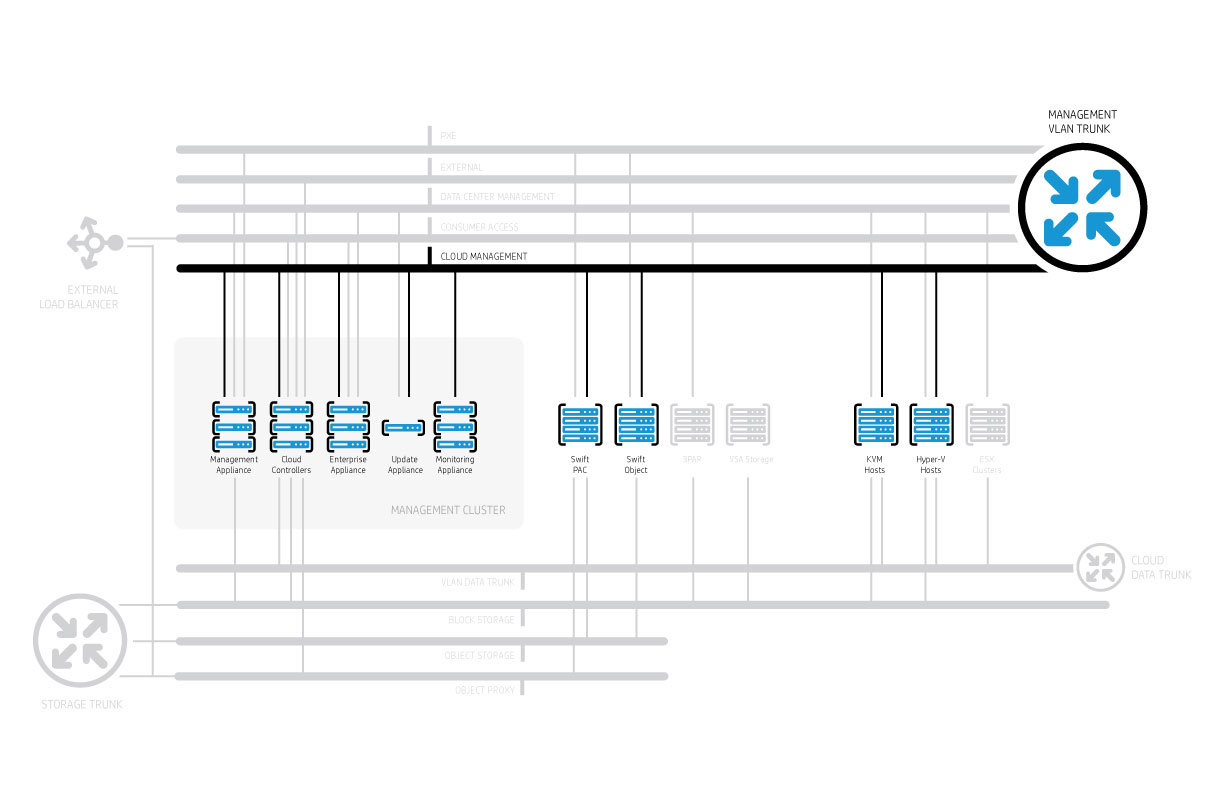 MANAGEMENT
VLAN TRUNK
PXE
EXTERNAL
DATA CENTER MANAGEMENT
CONSUMER ACCESS
CLOUD MANAGEMENT
EXTERNAL
LOAD BALANCER
Management
Appliance
Cloud
Controllers
Enterprise
Appliance
Update
Appliance
Monitoring
Appliance
Swift
PAC
Swift
Object
3PAR
VSA Storage
KVM
Hosts
Hyper-V
Hosts
ESX
Clusters
MANAGEMENT CLUSTER
VLAN DATA TRUNK
CLOUD
DATA TRUNK
BLOCK STORAGE
OBJECT STORAGE
OBJECT PROXY
STORAGE TRUNK